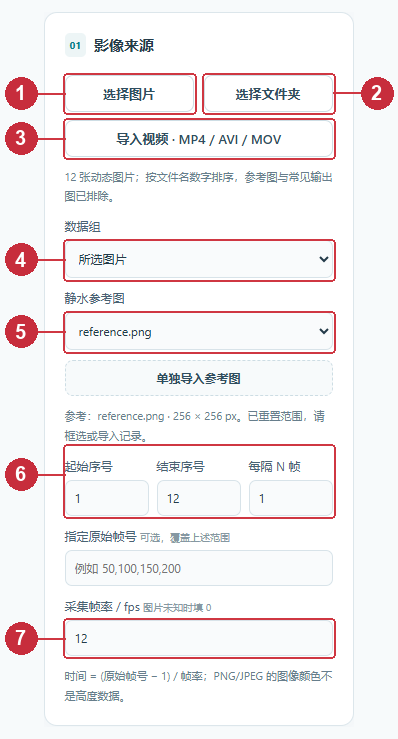 01 影像来源
1 选择图片 选择文件夹 2
3 导入视频 · MP4 / AVI / MOV
12 张动态图片；按文件名数字排序，参考图与常见输出
图已排除。
数据组
4 所选图片
静水参考图
5 reference.png
单独导入参考图
参考：reference.png · 256 × 256 px。已重置范围，请
框选或导入记录。
起始序号 结束序号 每隔 N 帧
6 1 12 1
指定原始帧号 可选，覆盖上述范围
例如 50,100,150,200
采集帧率 / fps 图片未知时填 0
7 12
时间 = (原始帧号 − 1) / 帧率；PNG/JPEG 的图像颜色不
是高度数据。